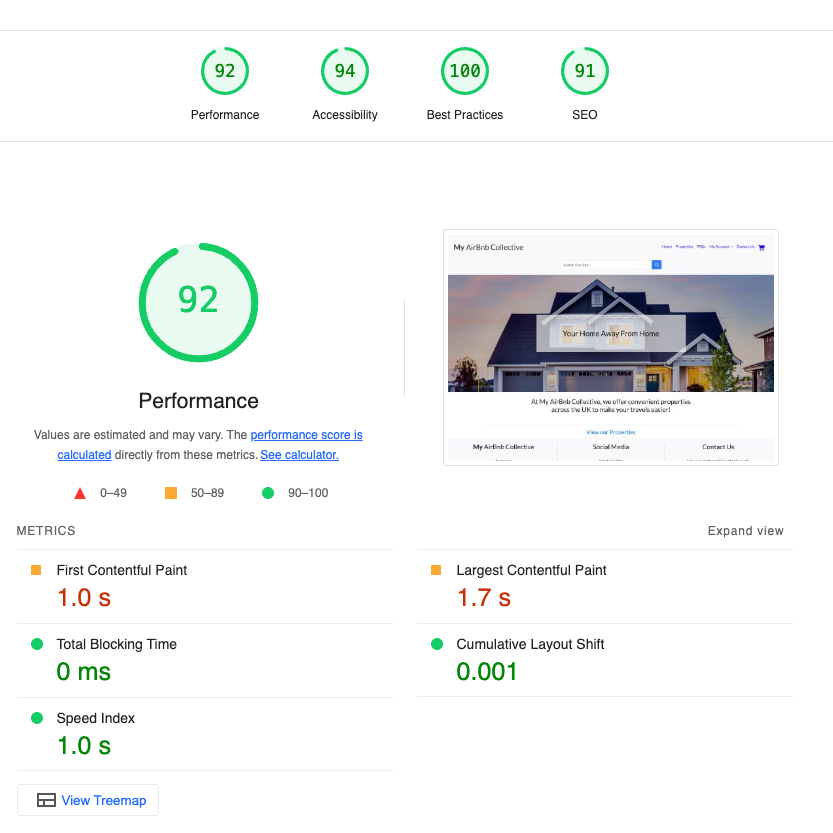 92
94
100
91
Performance
Accessibility
Best Practices
SEO
92
Performance
Values are estimated and may vary. The performance score is
calculated directly from these metrics. See calculator.
0–49
50–89
90–100
My AirBnb Collective
Home Properties FAQs My Account Contact Us
Search Our Site
Your Home Away From Home
At My AirBnb Collective, we offer convenient properties
across the UK to make your travels easier!
View our Properties
My AirBnb Collective
Social Media
Contact Us
METRICS
Expand view
First Contentful Paint
1.0 s
Largest Contentful Paint
1.7 s
Total Blocking Time
0 ms
Cumulative Layout Shift
0.001
Speed Index
1.0 s
View Treemap